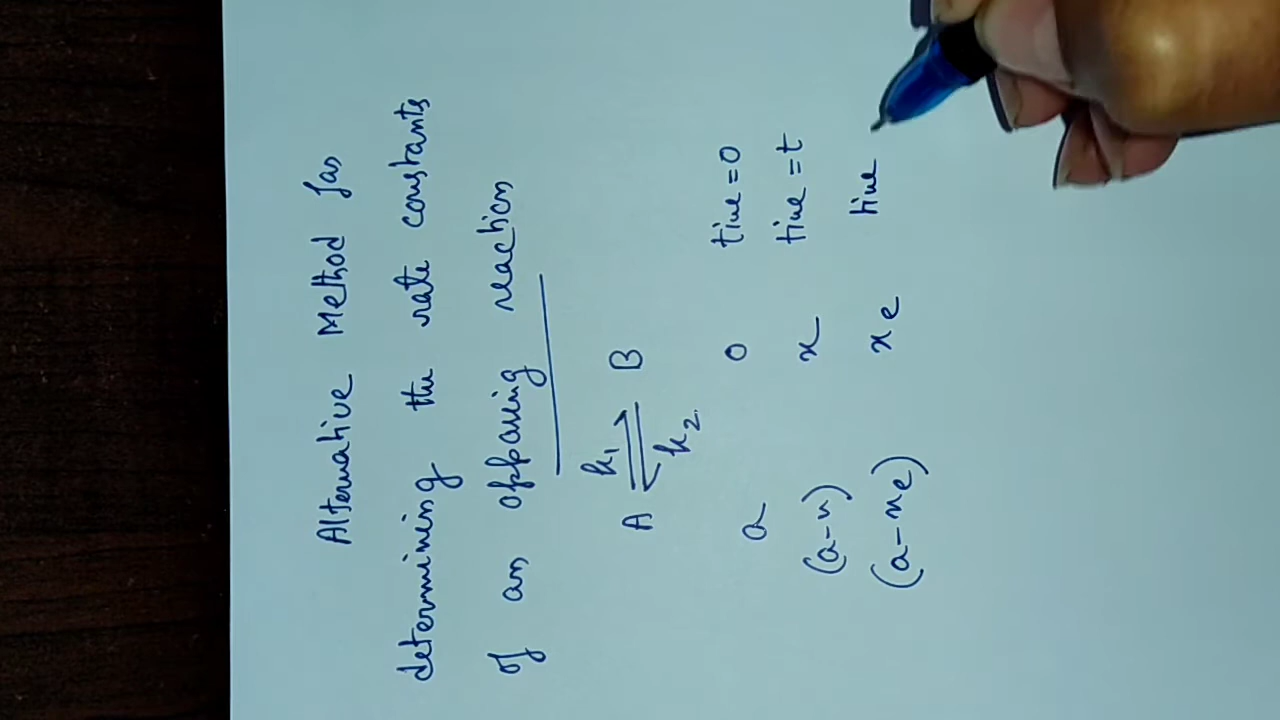 Alternative Method for
determining the rate constants
of an opposing reaction
k1
A ⇌ B
k2
a 0 time=0
(a-x) x time=t
(a-xe) xe time